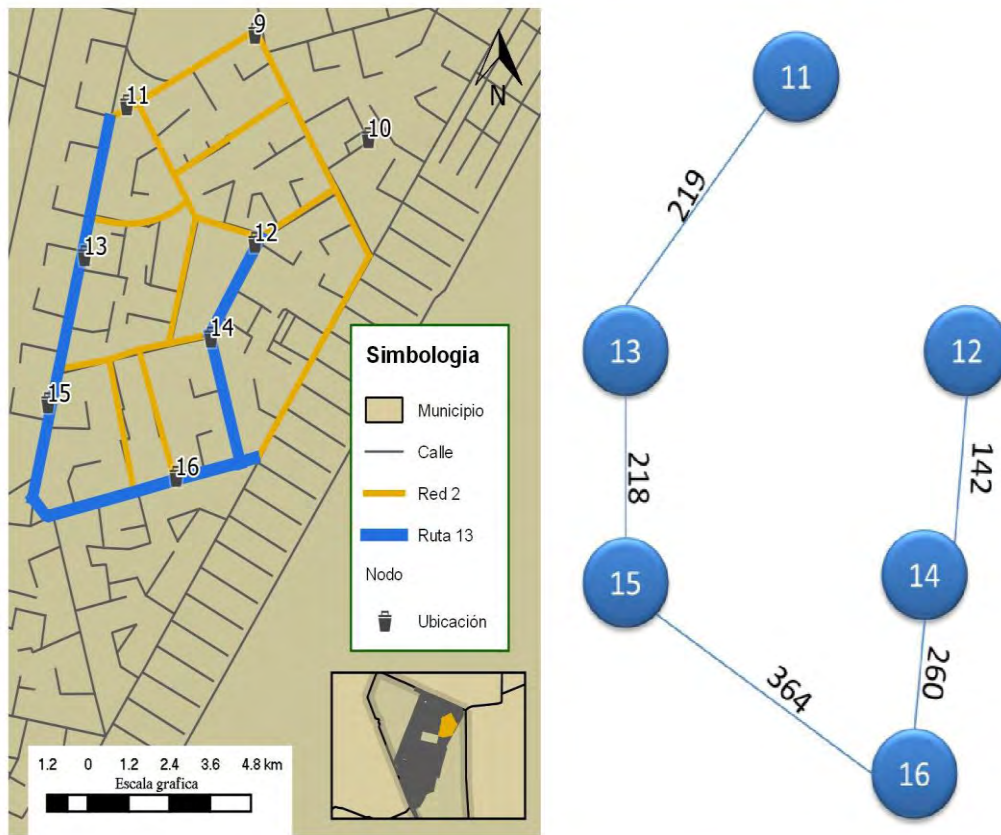 9
11
10
N
12
13
14
15
16
Simbologia
Municipio
Calle
Red 2
Ruta 13
Nodo
Ubicación
1.2 0 1.2 2.4 3.6 4.8 km
Escala grafica
11
219
13
12
218
142
15
14
364
260
16